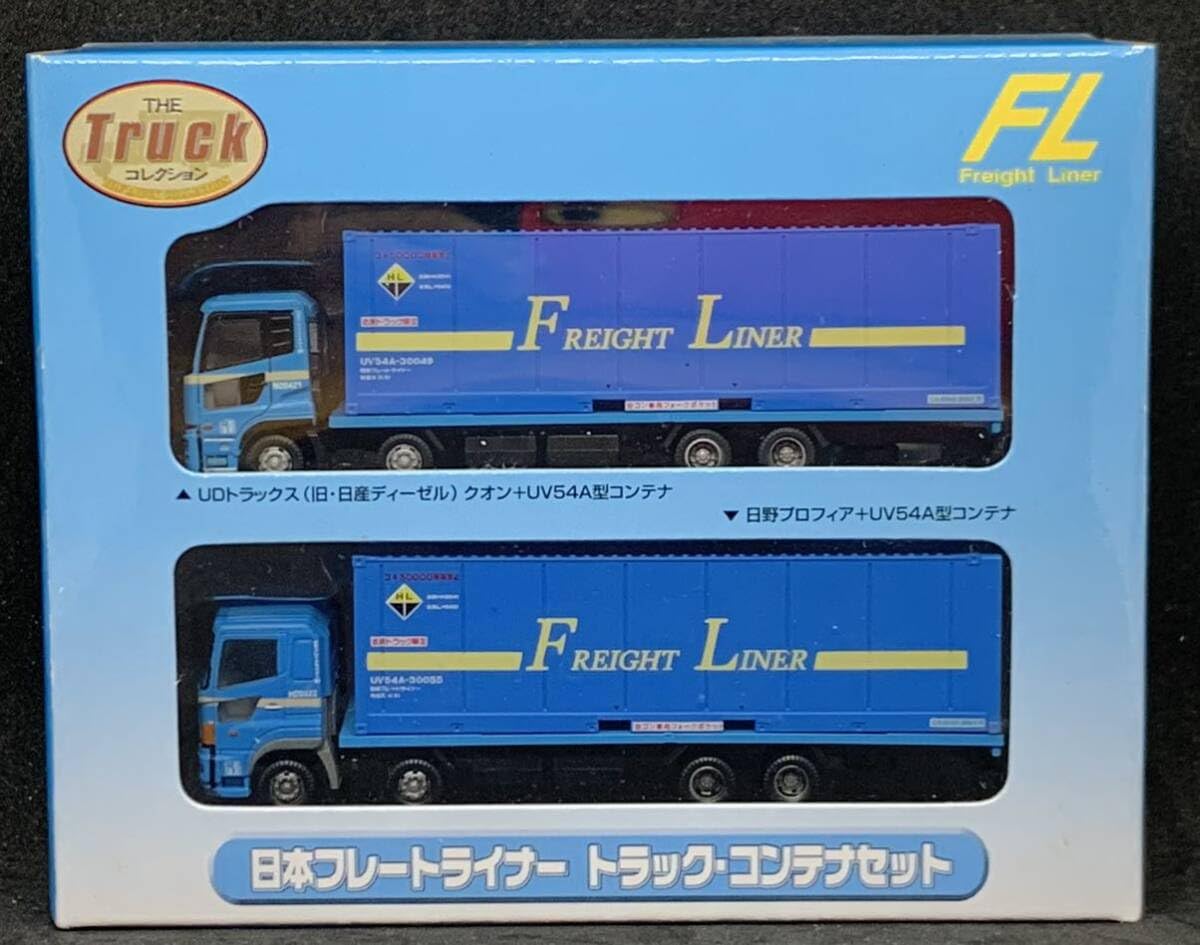 THE
Truck
コレクション
FL
Freight Liner
HL
FREIGHT LINER
UV54A-30049
▲ UDトラックス(旧・日産ディーゼル) クオン+UV54A型コンテナ
▼ 日野プロフィア+UV54A型コンテナ
HL
FREIGHT LINER
UV54A-30055
日本フレートライナー トラック・コンテナセット